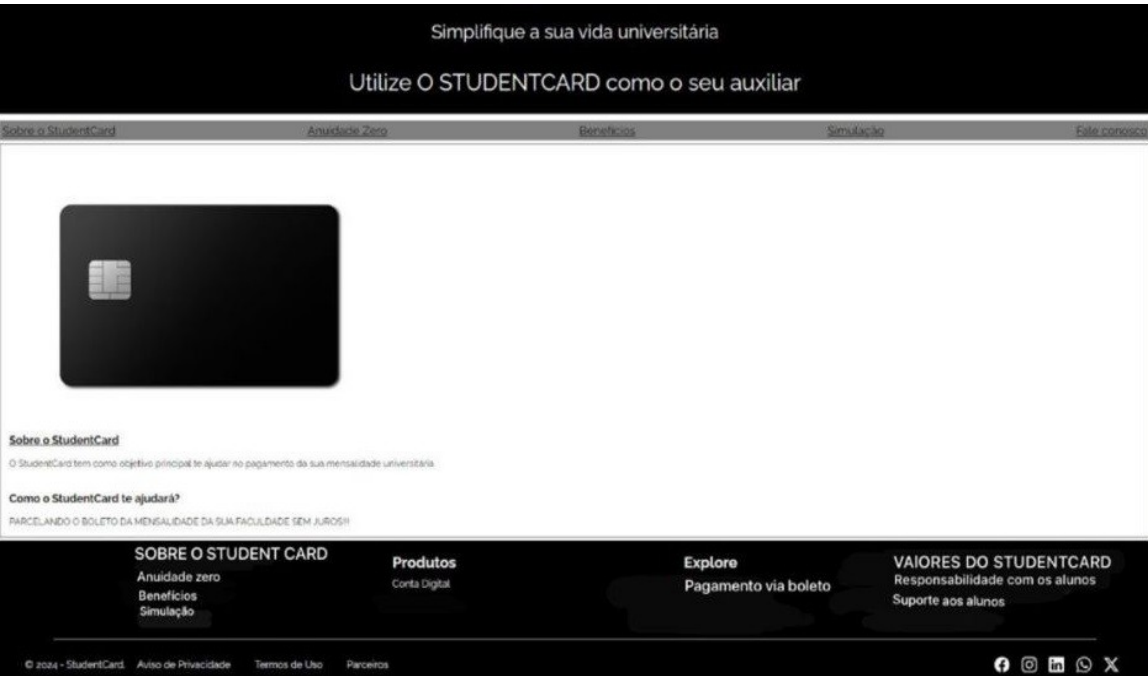 Simplifique a sua vida universitária
Utilize O STUDENTCARD como o seu auxiliar
Sobre o StudentCard Anuidade Zero Benefícios Simulação Fale conosco
Sobre o StudentCard
O StudentCard tem como objetivo principal te ajudar no pagamento da sua mensalidade universitária
Como o StudentCard te ajudará?
PARCELANDO O BOLETO DA MENSALIDADE DA SUA FACULDADE SEM JUROS!!!
SOBRE O STUDENT CARD
Anuidade zero
Benefícios
Simulação
Produtos
Conta Digital
Explore
Pagamento via boleto
VAIORES DO STUDENTCARD
Responsabilidade com os alunos
Suporte aos alunos
© 2024 - StudentCard. Aviso de Privacidade Termos de Uso Parceiros